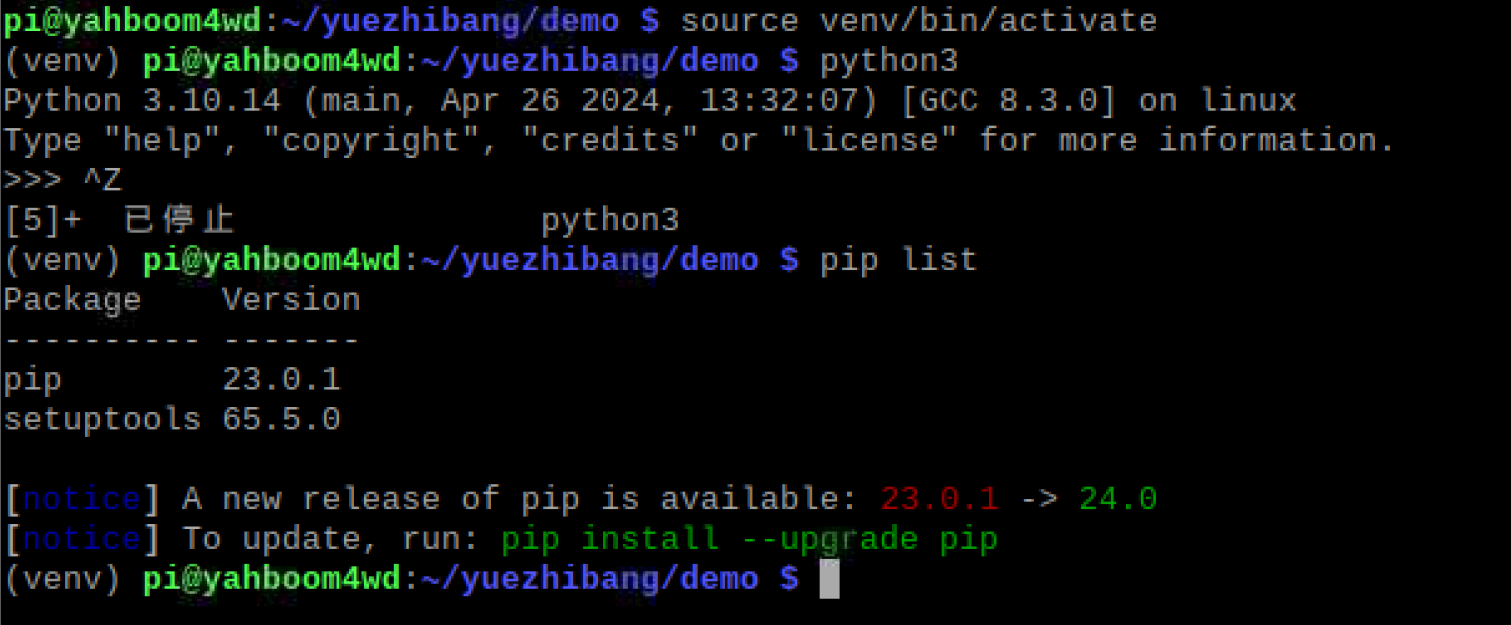 pi@yahboom4wd:~/yuezhibang/demo $ source venv/bin/activate
(venv) pi@yahboom4wd:~/yuezhibang/demo $ python3
Python 3.10.14 (main, Apr 26 2024, 13:32:07) [GCC 8.3.0] on linux
Type "help", "copyright", "credits" or "license" for more information.
>>> ^Z
[5]+  已停止                python3
(venv) pi@yahboom4wd:~/yuezhibang/demo $ pip list
Package    Version
---------- -------
pip        23.0.1
setuptools 65.5.0

[notice] A new release of pip is available: 23.0.1 -> 24.0
[notice] To update, run: pip install --upgrade pip
(venv) pi@yahboom4wd:~/yuezhibang/demo $